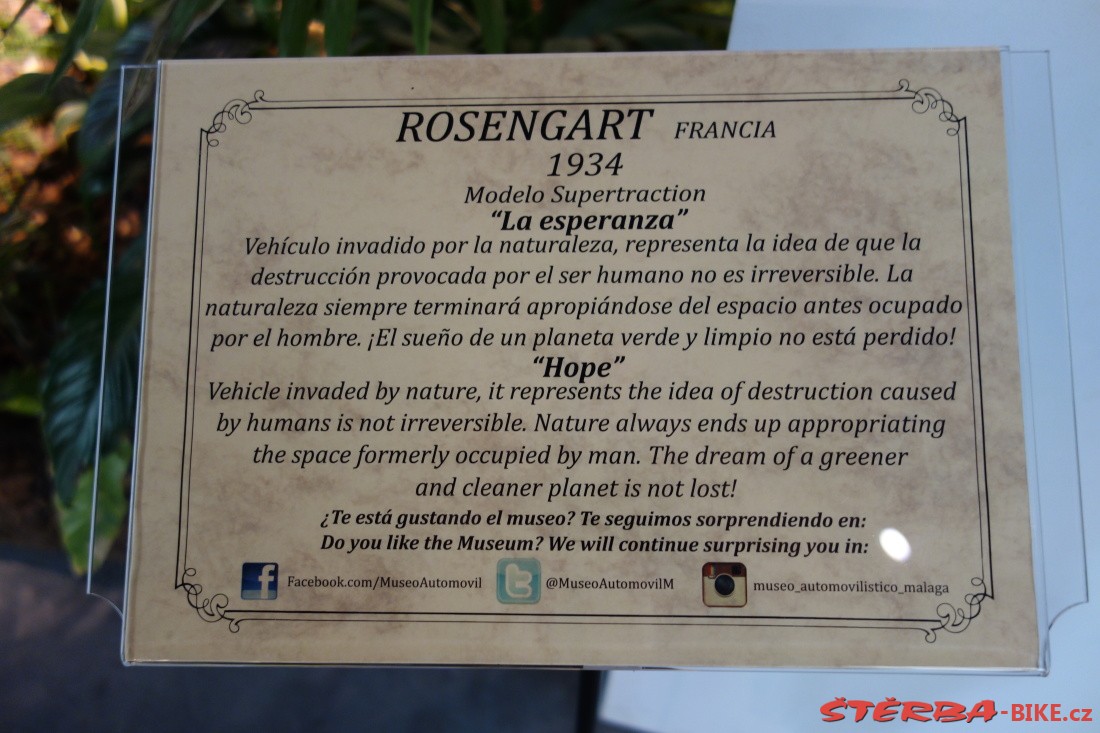 ROSENGART FRANCIA
1934
Modelo Supertraction
“La esperanza”
Vehículo invadido por la naturaleza, representa la idea de que la
destrucción provocada por el ser humano no es irreversible. La
naturaleza siempre terminará apropiándose del espacio antes ocupado
por el hombre. ¡El sueño de un planeta verde y limpio no está perdido!
“Hope”
Vehicle invaded by nature, it represents the idea of destruction caused
by humans is not irreversible. Nature always ends up appropriating
the space formerly occupied by man. The dream of a greener
and cleaner planet is not lost!
¿Te está gustando el museo? Te seguimos sorprendiendo en:
Do you like the Museum? We will continue surprising you in:
Facebook.com/MuseoAutomovil @MuseoAutomovilM museo_automovilistico_malaga
ŠTĚRBA-BIKE.cz